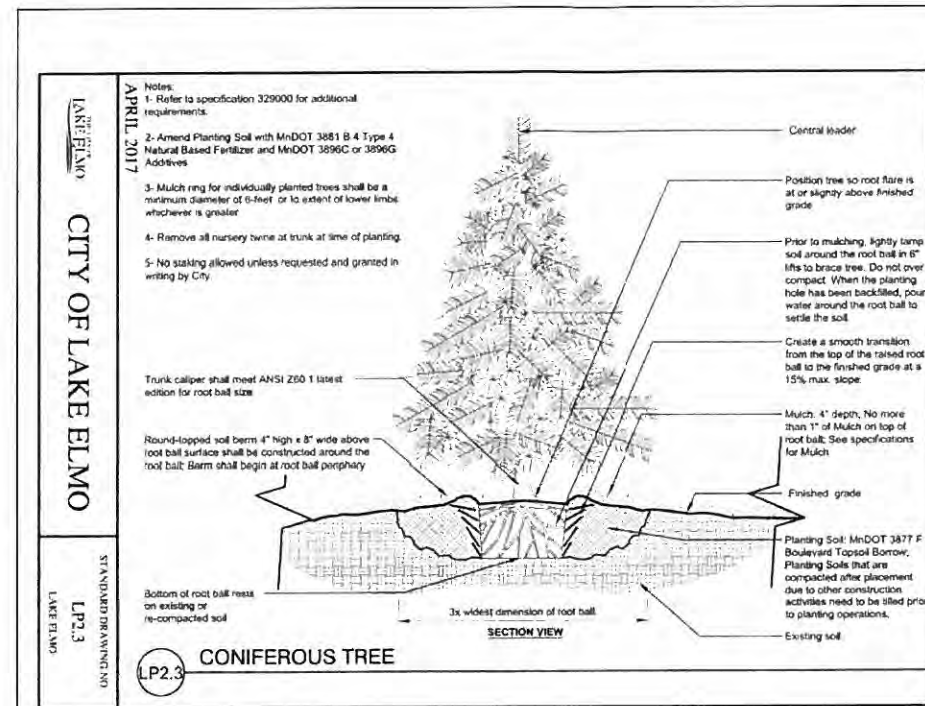 THE CITY OF
LAKE ELMO
CITY OF LAKE ELMO
APRIL 2017
STANDARD DRAWING NO
LP2.3
LAKE ELMO
Notes:
1- Refer to specification 329000 for additional
requirements.
2- Amend Planting Soil with MnDOT 3881 B 4 Type 4
Natural Based Fertilizer and MnDOT 3896C or 3896G
Additives
3- Mulch ring for individually planted trees shall be a
minimum diameter of 6-feet or to extent of lower limbs
whichever is greater
4- Remove all nursery twine at trunk at time of planting.
5- No staking allowed unless requested and granted in
writing by City.
Trunk caliper shall meet ANSI Z60 1 latest
edition for root ball size
Round-topped soil berm 4" high x 8" wide above
root ball surface shall be constructed around the
root ball; Berm shall begin at root ball periphery
Bottom of root ball rests
on existing or
re-compacted soil
Central leader
Position tree so root flare is
at or slightly above finished
grade
Prior to mulching, lightly tamp
soil around the root ball in 6"
lifts to brace tree. Do not over
compact. When the planting
hole has been backfilled, pour
water around the root ball to
settle the soil
Create a smooth transition
from the top of the raised root
ball to the finished grade at a
15% max. slope
Mulch: 4" depth, No more
than 1" of Mulch on top of
root ball; See specifications
for Mulch
Finished grade
Planting Soil: MnDOT 3877 F
Boulevard Topsoil Borrow,
Planting Soils that are
compacted after placement
due to other construction
activities need to be tilled prior
to planting operations.
Existing soil
3x widest dimension of root ball
SECTION VIEW
LP2.3
CONIFEROUS TREE